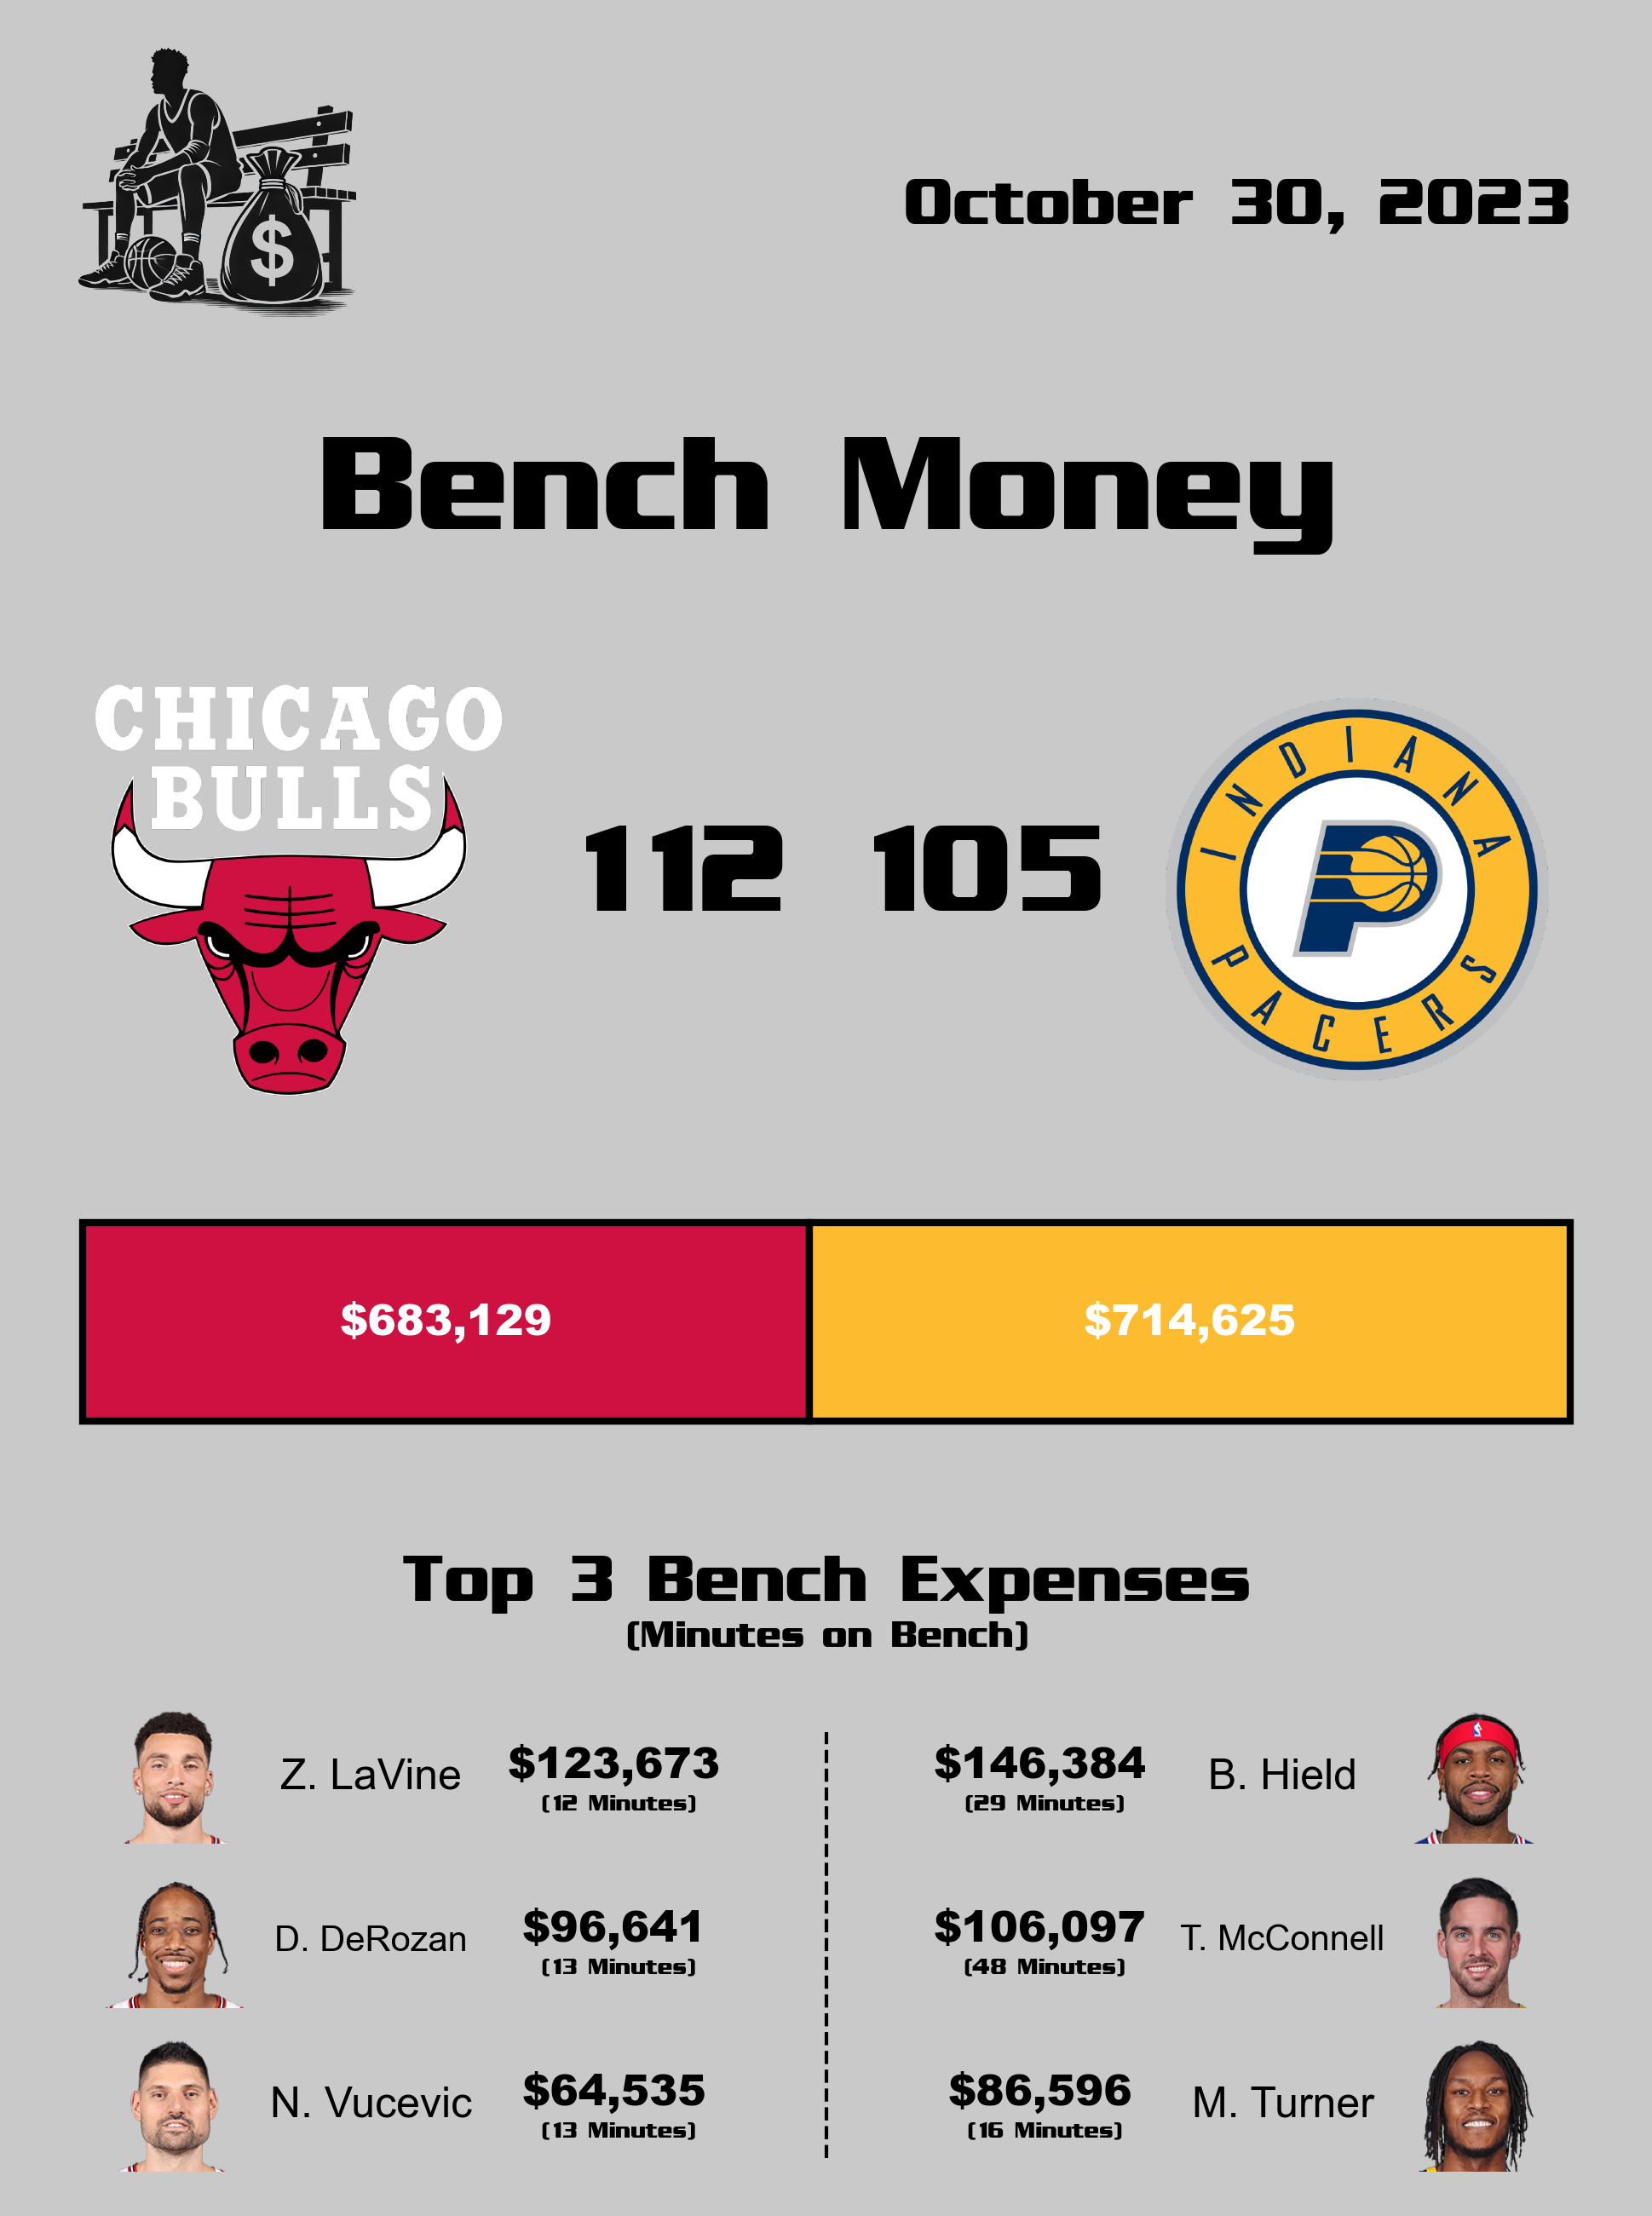 $
October 30, 2023
Bench Money
CHICAGO
BULLS
112 105
INDIANA
PACERS
$683,129 $714,625
Top 3 Bench Expenses
(Minutes on Bench)
Z. LaVine $123,673 $146,384 B. Hield
(12 Minutes) (29 Minutes)
D. DeRozan $96,641 $106,097 T. McConnell
(13 Minutes) (48 Minutes)
N. Vucevic $64,535 $86,596 M. Turner
(13 Minutes) (16 Minutes)